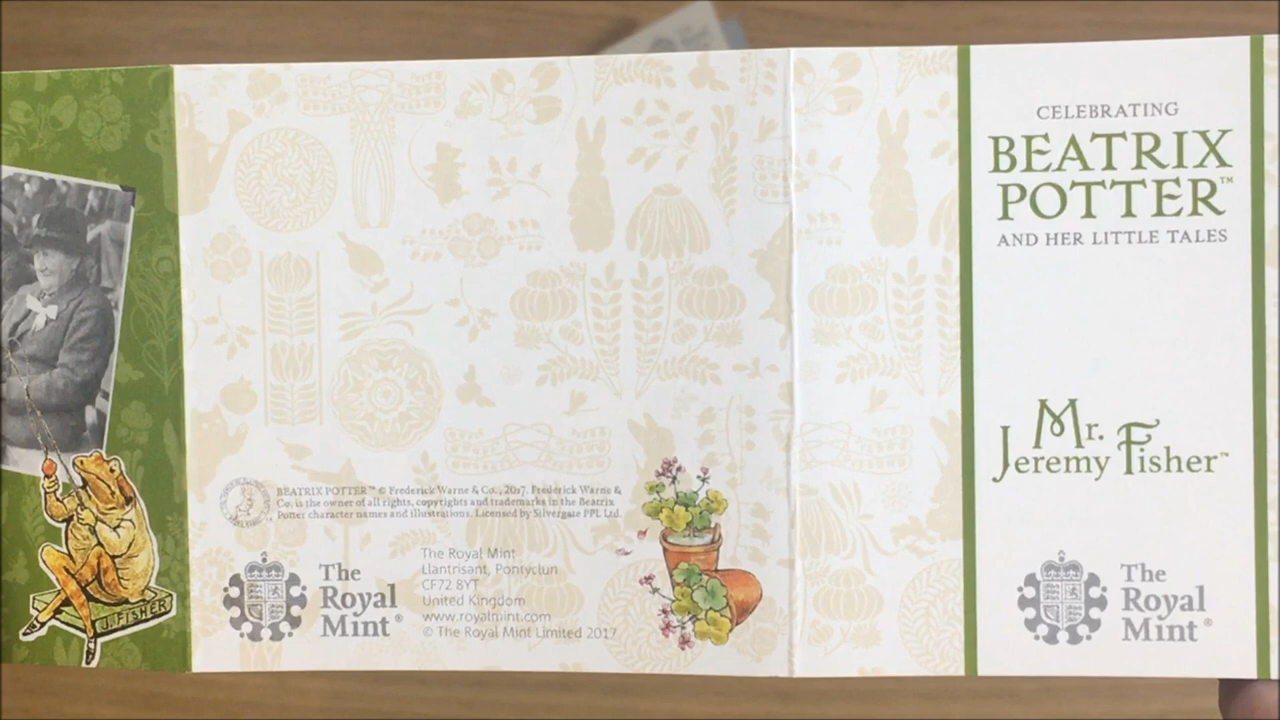 J. FISHER
BEATRIX POTTER™ © Frederick Warne & Co., 2017. Frederick Warne &
Co. is the owner of all rights, copyrights and trademarks in the Beatrix
Potter character names and illustrations. Licensed by Silvergate PPL Ltd.
The
Royal
Mint®
The Royal Mint
Llantrisant, Pontyclun
CF72 8YT
United Kingdom
www.royalmint.com
© The Royal Mint Limited 2017
CELEBRATING
BEATRIX
POTTER™
AND HER LITTLE TALES
Mr.
Jeremy Fisher™
The
Royal
Mint®